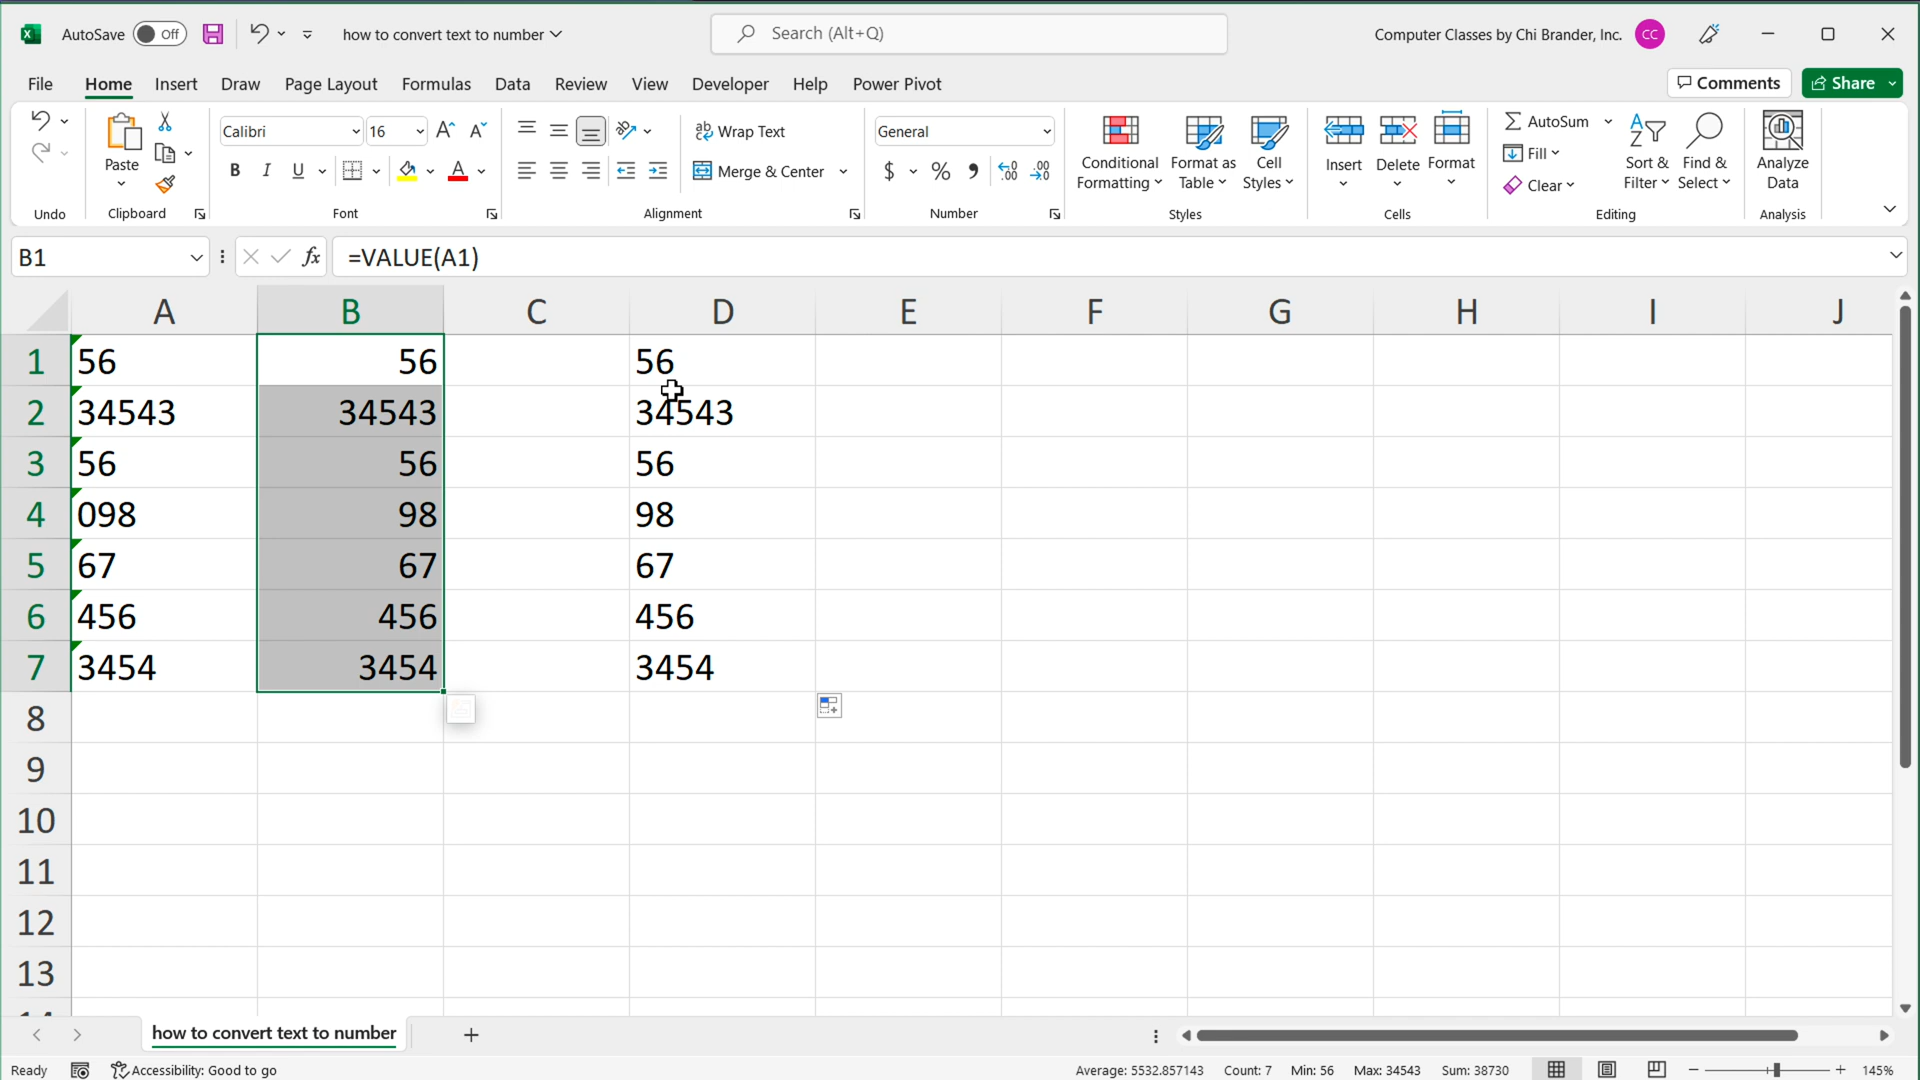 AutoSave Off how to convert text to number Search (Alt+Q) Computer Classes by Chi Brander, Inc. CC
File Home Insert Draw Page Layout Formulas Data Review View Developer Help Power Pivot Comments Share
Paste
Calibri 16
B I U A
ab Wrap Text
Merge & Center
General
$ % ,
Conditional Formatting
Format as Table
Cell Styles
Insert
Delete
Format
AutoSum
Fill
Clear
Sort & Filter
Find & Select
Analyze Data
Undo Clipboard Font Alignment Number Styles Cells Editing Analysis
B1 fx =VALUE(A1)
A B C D E F G H I J
1 56 56 56
2 34543 34543 34543
3 56 56 56
4 098 98 98
5 67 67 67
6 456 456 456
7 3454 3454 3454
8
9
10
11
12
13
how to convert text to number
Ready Accessibility: Good to go Average: 5532.857143 Count: 7 Min: 56 Max: 34543 Sum: 38730 145%